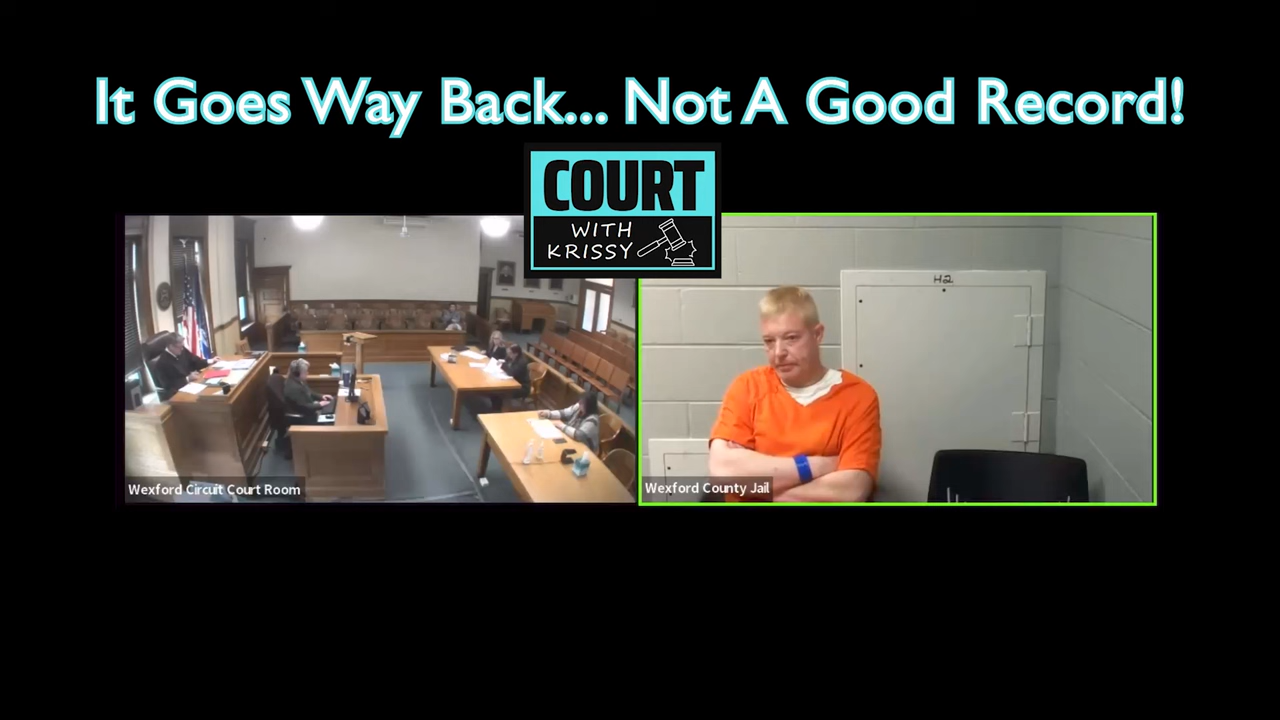 It Goes Way Back... Not A Good Record!
COURT
WITH
KRISSY
H2
Wexford Circuit Court Room
Wexford County Jail